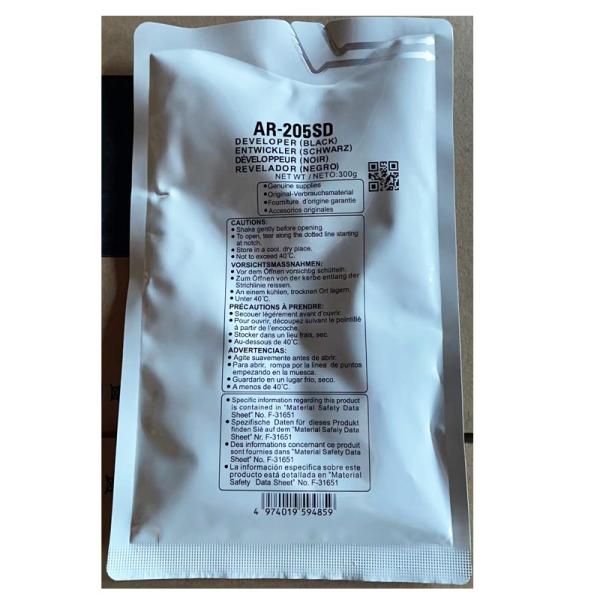 AR-205SD
DEVELOPER (BLACK)
ENTWICKLER (SCHWARZ)
DÉVELOPPEUR (NOIR)
REVELADOR (NEGRO)
NET WT / NETO:300g
●Genuine supplies
●Original-Verbrauchsmaterial
●Fourniture d'origine garantie
●Accesorios originales
CAUTIONS:
● Shake gently before opening.
● To open, tear along the dotted line starting
at notch.
● Store in a cool, dry place.
● Not to exceed 40°C.
VORSICHTSMASSNAHMEN:
● Vor dem Öffnen vorsichtig schütteln.
● Zum Öffnen von der kerbe entlang der
Strichlinie reissen.
● An einem kühlen, trocknen Ort lagern.
● Unter 40°C.
PRÉCAUTIONS À PRENDRE:
● Secouer légérement avant d'ouvrir.
● Pour ouvrir, découpez suivant le pointillé
à partir de l'encoche.
● Stocker dans un lieu frais, sec.
● Au-dessous de 40°C.
ADVERTENCIAS:
● Agite suavemente antes de abrir.
● Para abrir, rompa por la línea de puntos
empezando en la muesca.
● Guardarlo en un lugar frio, seco.
● A menos de 40°C.
● Specific information regarding this product
is contained in "Material Safety Data
Sheet" No. F-31651
● Spezifische Daten für dieses Produkt
finden Sie auf dem "Material Safely Data
Sheet" Nr. F-31651
● Des informations concernant ce produit
sont fournies dans "Material Safety Data
Sheet" No. F-31651
● La información especifica sobre este
producto está detallada en "Material
Safety Data Sheet" No. F-31651
4 974019 594859